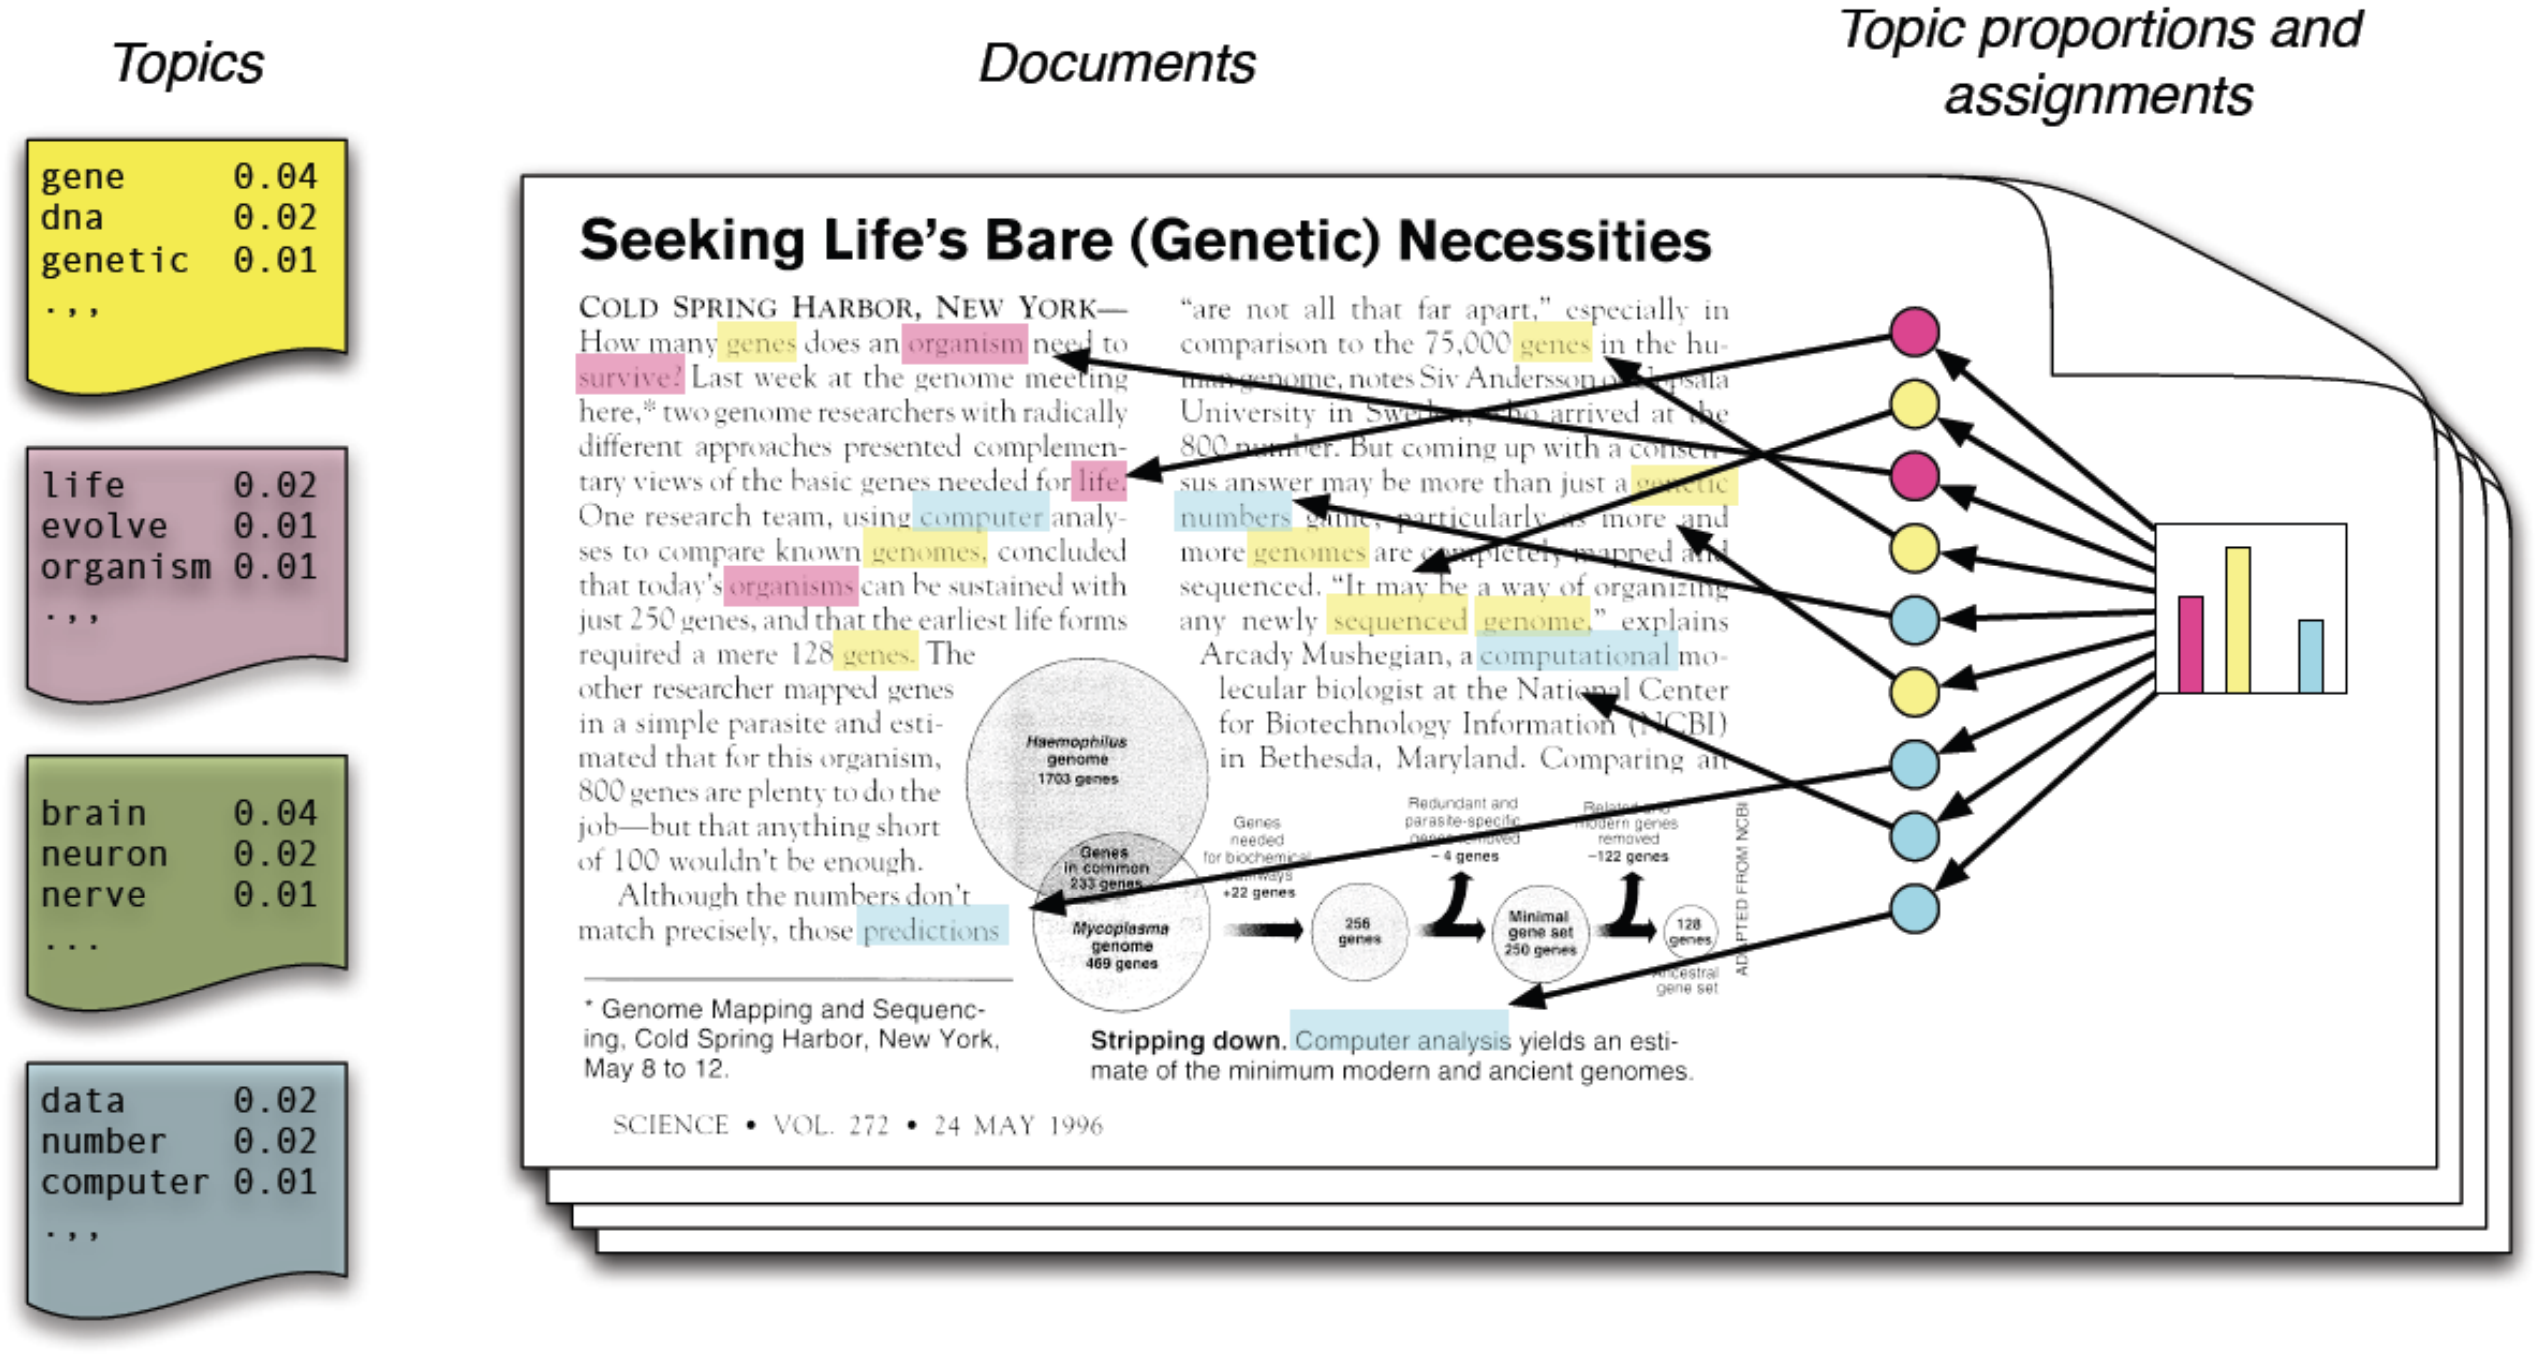 Topics
Documents
Topic proportions and
assignments
gene 0.04
dna 0.02
genetic 0.01
.,,
life 0.02
evolve 0.01
organism 0.01
.,,
brain 0.04
neuron 0.02
nerve 0.01
...
data 0.02
number 0.02
computer 0.01
.,,
Seeking Life's Bare (Genetic) Necessities
COLD SPRING HARBOR, NEW YORK—
How many genes does an organism need to
survive? Last week at the genome meeting
here,* two genome researchers with radically
different approaches presented complemen-
tary views of the basic genes needed for life.
One research team, using computer analy-
ses to compare known genomes, concluded
that today's organisms can be sustained with
just 250 genes, and that the earliest life forms
required a mere 128 genes. The
other researcher mapped genes
in a simple parasite and esti-
mated that for this organism,
800 genes are plenty to do the
job—but that anything short
of 100 wouldn't be enough.
Although the numbers don't
match precisely, those predictions
* Genome Mapping and Sequenc-
ing, Cold Spring Harbor, New York,
May 8 to 12.
"are not all that far apart," especially in
comparison to the 75,000 genes in the hu-
man genome, notes Siv Andersson of Uppsala
University in Sweden, who arrived at the
800 number. But coming up with a consen-
sus answer may be more than just a genetic
numbers game, particularly as more and
more genomes are completely mapped and
sequenced. "It may be a way of organizing
any newly sequenced genome," explains
Arcady Mushegian, a computational mo-
lecular biologist at the National Center
for Biotechnology Information (NCBI)
in Bethesda, Maryland. Comparing an
Haemophilus
genome
1703 genes
Genes
in common
233 genes
Mycoplasma
genome
469 genes
Genes
needed
for biochemical
pathways
+22 genes
256
genes
Redundant and
parasite-specific
genes removed
– 4 genes
Minimal
gene set
250 genes
Related and
modern genes
removed
–122 genes
128
genes
Ancestral
gene set
ADAPTED FROM NCBI
Stripping down. Computer analysis yields an esti-
mate of the minimum modern and ancient genomes.
SCIENCE • VOL. 272 • 24 MAY 1996